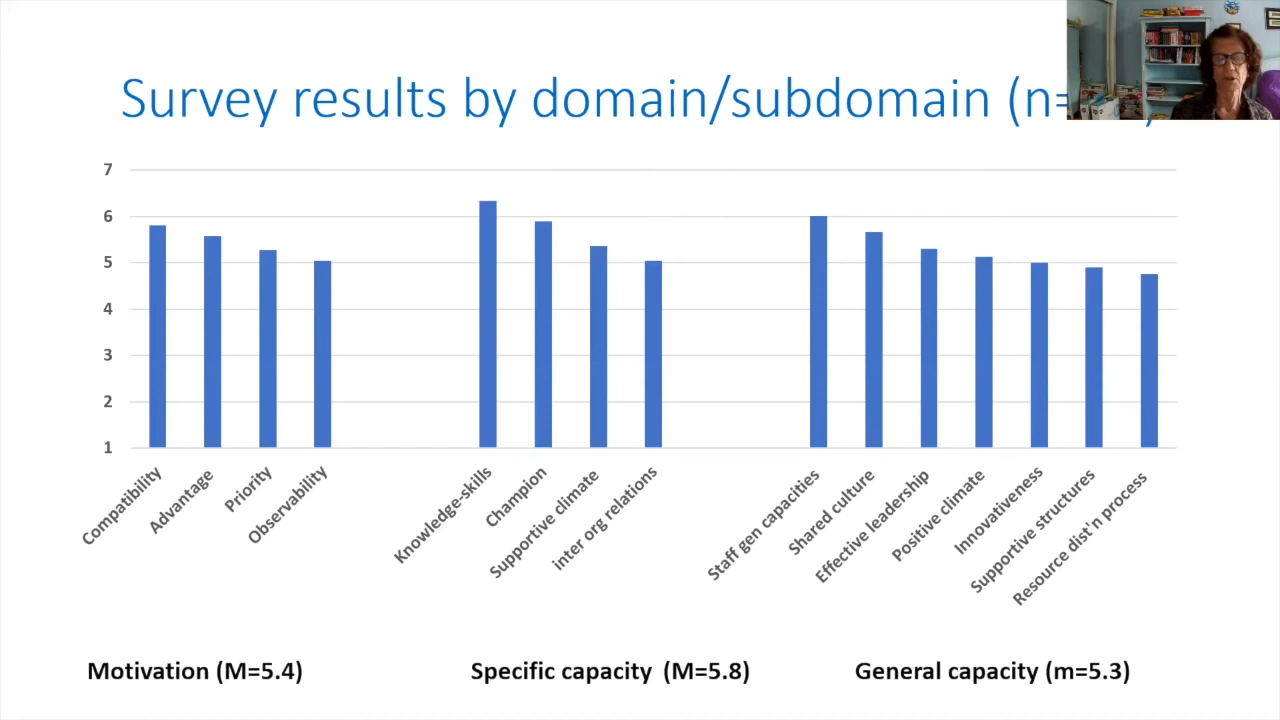 Survey results by domain/subdomain (n=
7
6
5
4
3
2
1
Compatibility
Advantage
Priority
Observability
Knowledge-skills
Champion
Supportive climate
inter org relations
Staff gen capacities
Shared culture
Effective leadership
Positive climate
Innovativeness
Supportive structures
Resource dist'n process
Motivation (M=5.4)
Specific capacity (M=5.8)
General capacity (m=5.3)